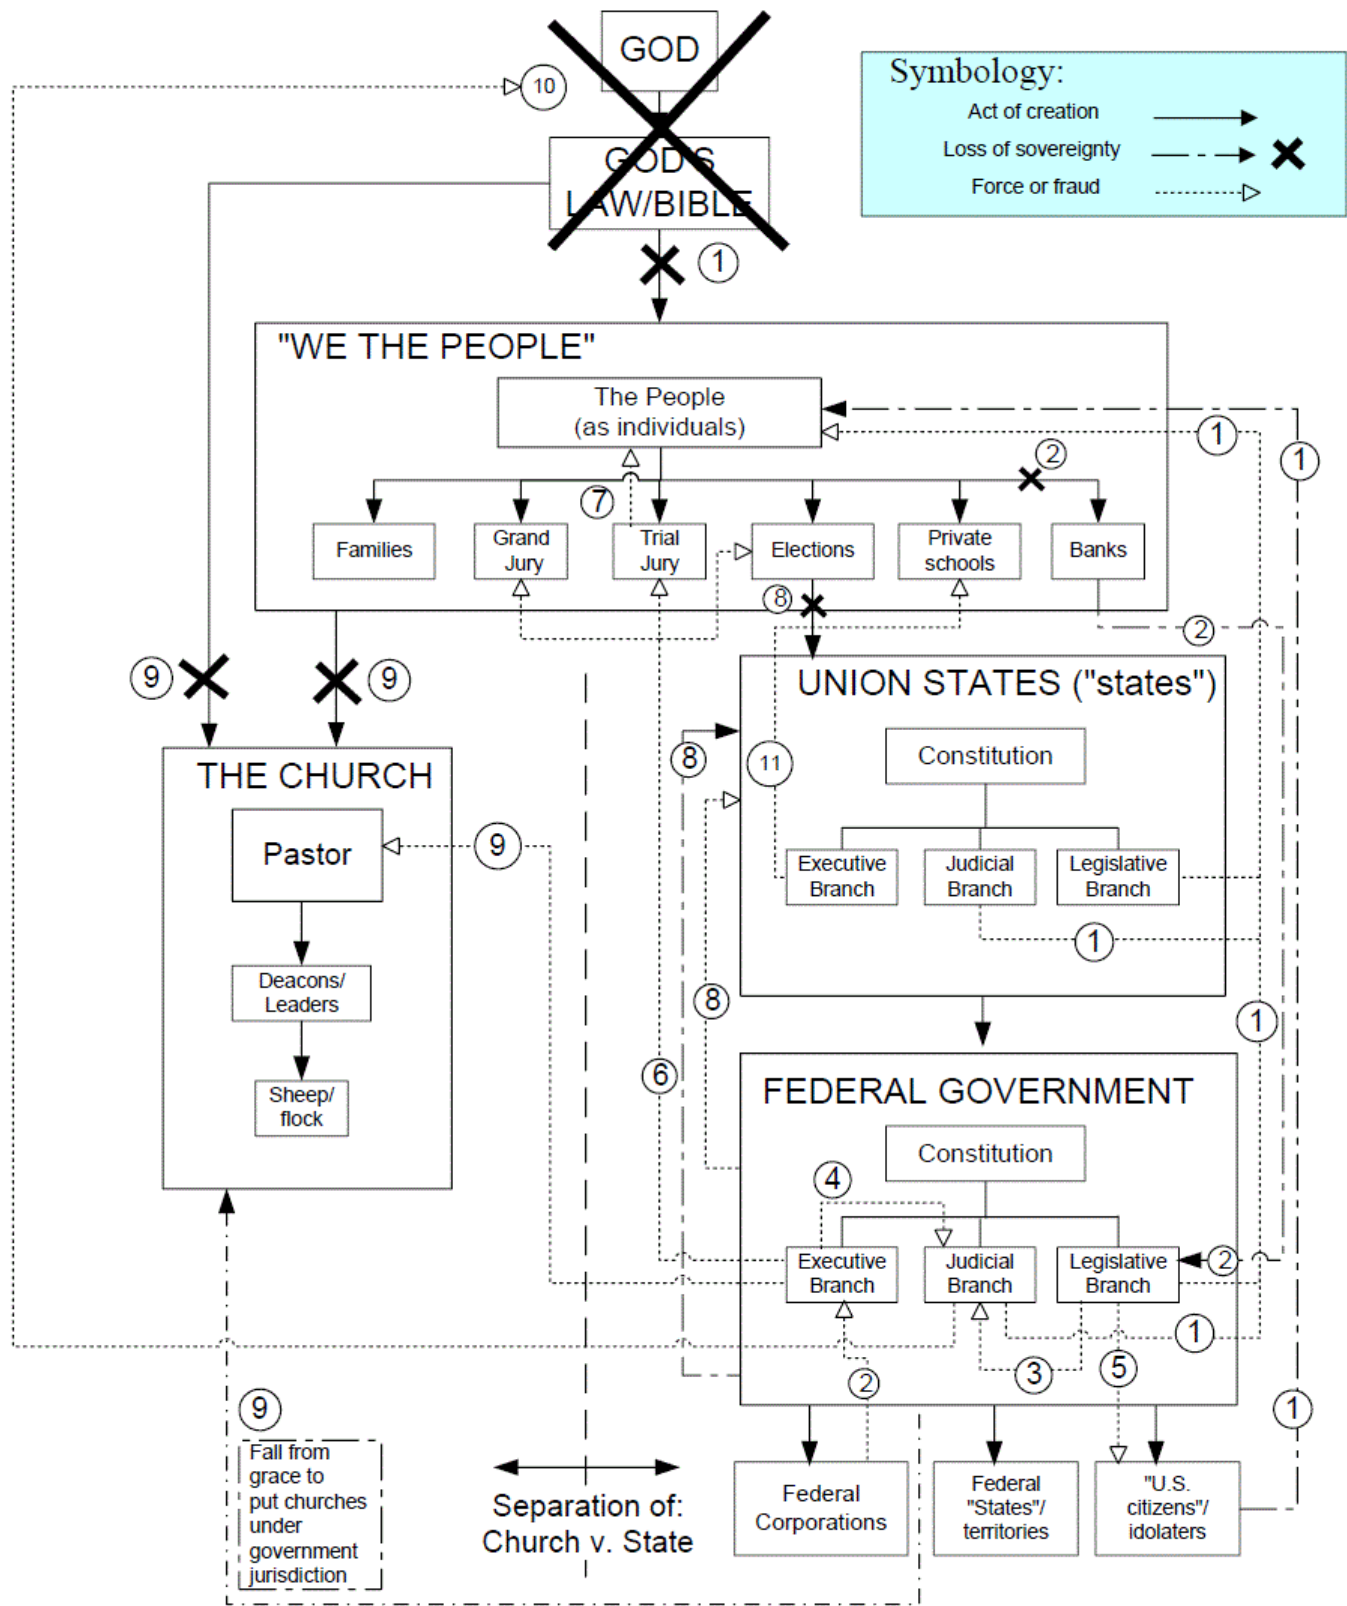 GOD
10
GOD'S
LAW/BIBLE
Symbology:
Act of creation
Loss of sovereignty
Force or fraud
1
"WE THE PEOPLE"
The People
(as individuals)
1
1
2
7
Families
Grand
Jury
Trial
Jury
Elections
Private
schools
Banks
8
2
9
9
UNION STATES ("states")
8
11
Constitution
THE CHURCH
Pastor
9
Executive
Branch
Judicial
Branch
Legislative
Branch
1
Deacons/
Leaders
8
1
6
Sheep/
flock
FEDERAL GOVERNMENT
Constitution
4
Executive
Branch
Judicial
Branch
Legislative
Branch
2
1
3
5
2
9
1
Fall from
grace to
put churches
under
government
jurisdiction
Separation of:
Church v. State
Federal
Corporations
Federal
"States"/
territories
"U.S.
citizens"/
idolaters